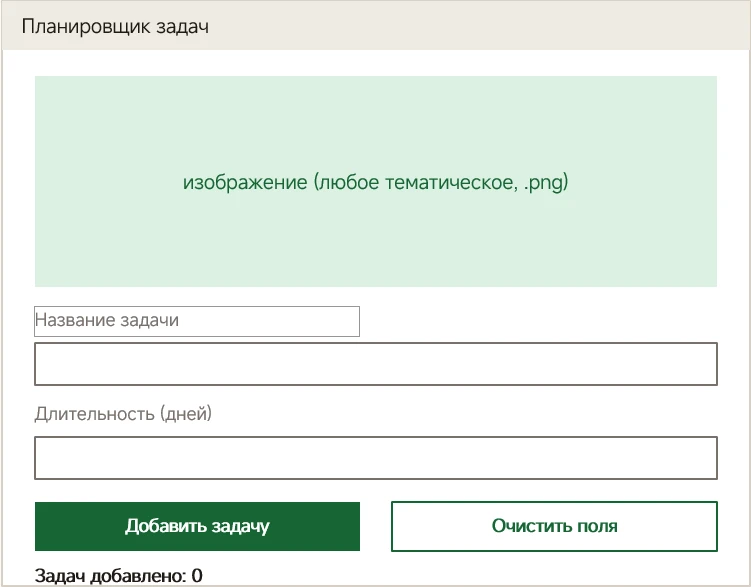 Планировщик задач
изображение (любое тематическое, .png)
Название задачи
Длительность (дней)
Добавить задачу
Очистить поля
Задач добавлено: 0